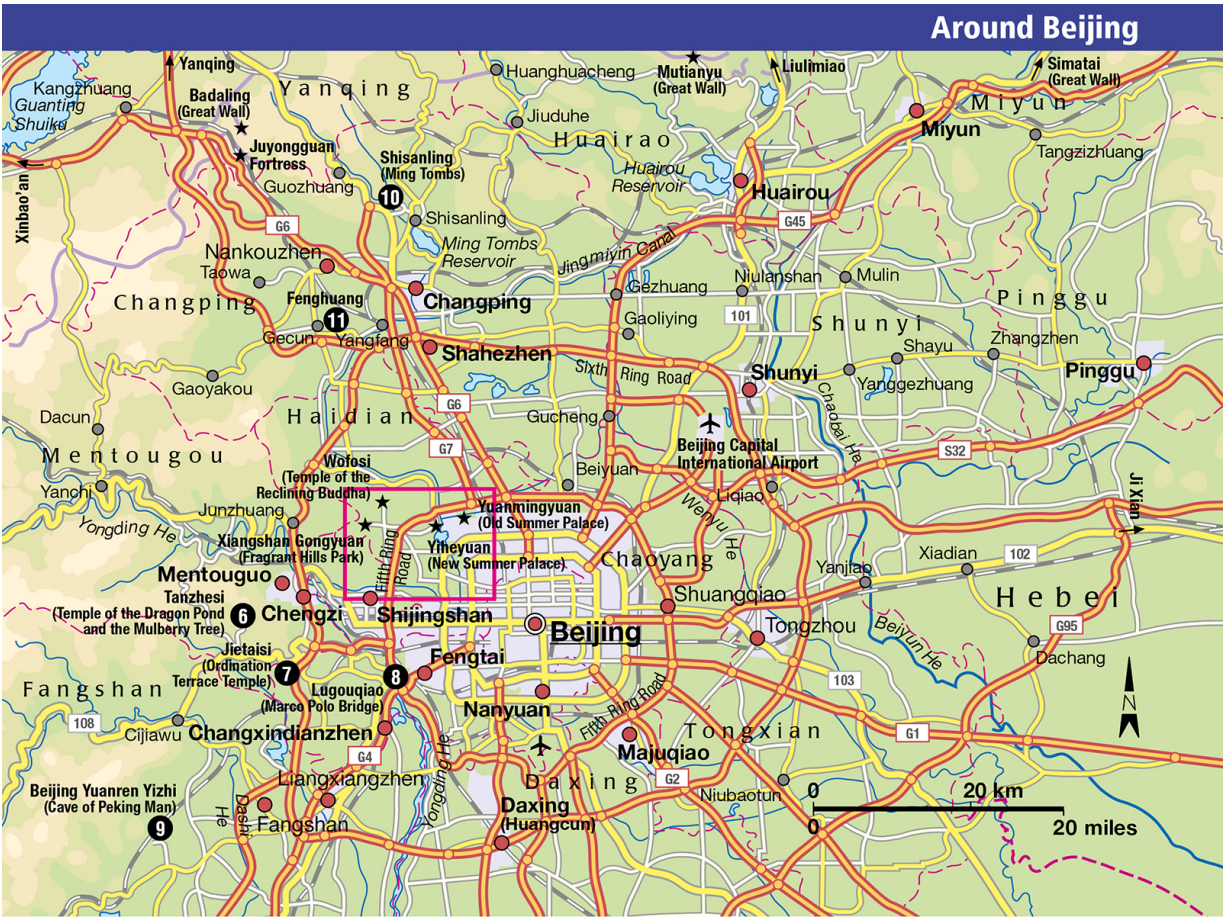 Around Beijing
Yanqing
Kangzhuang
Guanting
Shuiku
Badaling
(Great Wall)
Yanqing
Huanghuacheng
Mutianyu
(Great Wall)
Liulimiao
Simatai
(Great Wall)
Miyun
Miyun
Jiuduhe
Huairao
Tangzizhuang
Juyongguan
Fortress
Guozhuang
Shisanling
(Ming Tombs)
10
Huairou
Reservoir
Huairou
Xinbao'an
G6
Shisanling
G45
Ming Tombs
Reservoir
Jingmiyin Canal
Nankouzhen
Taowa
Changping
Fenghuang
11
Changping
Gezhuang
Niulanshan
Mulin
Pinggu
101
Gecun
Yangfang
Gaoliying
Shunyi
Shahezhen
Shayu
Zhangzhen
Sixth Ring Road
Shunyi
Yanggezhuang
Pinggu
Gaoyakou
G6
Chaobai He
Dacun
Haidian
Gucheng
Mentougou
G7
Beijing Capital
International Airport
S32
Wofosi
(Temple of the
Reclining Buddha)
Beiyuan
Yanchi
Liqiao
Ji Xian
Junzhuang
Yongding He
Yuanmingyuan
(Old Summer Palace)
Wenyu He
Xiangshan Gongyuan
(Fragrant Hills Park)
Fifth Ring
Road
Yiheyuan
(New Summer Palace)
Chaoyang
Xiadian
102
Yanjiao
Mentouguo
Tanzhesi
(Temple of the Dragon Pond
and the Mulberry Tree)
6
Chengzi
Shijingshan
Shuangqiao
Hebei
Beijing
Tongzhou
G95
Beiyun He
Jietaisi
(Ordination
Terrace Temple)
7
Fengtai
Dachang
8
Lugouqiao
(Marco Polo Bridge)
Fangshan
103
N
108
Nanyuan
Fifth Ring Road
Cijiawu
Changxindianzhen
Tongxian
G1
Majuqiao
G4
Yongding He
Liangxiangzhen
Daxing
G2
Niubaotun
0
20 km
Beijing Yuanren Yizhi
(Cave of Peking Man)
9
Dashi
He
Fangshan
Daxing
(Huangcun)
0
20 miles